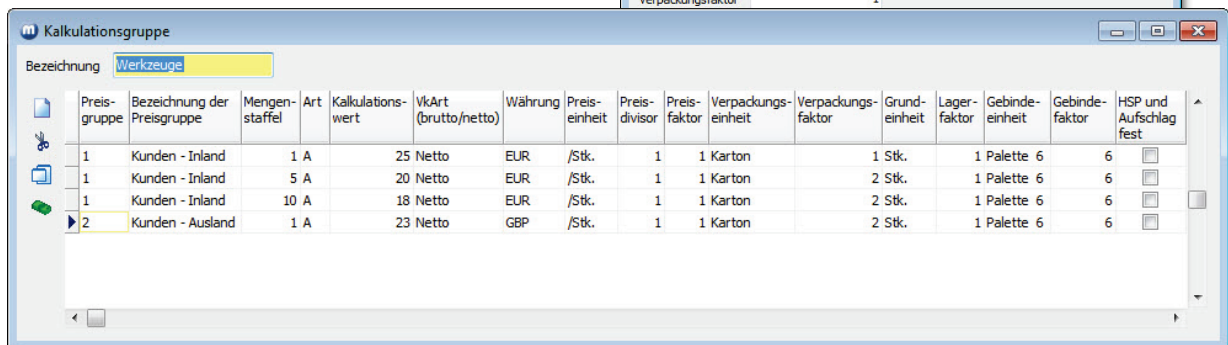 Verpackungsfaktor 1
Kalkulationsgruppe
Bezeichnung Werkzeuge
Preis- Bezeichnung der Mengen- Art Kalkulations- VkArt Währung Preis- Preis- Preis- Verpackungs- Verpackungs- Grund- Lager- Gebinde- Gebinde- HSP und
gruppe Preisgruppe staffel wert (brutto/netto) einheit divisor faktor einheit faktor einheit faktor einheit faktor Aufschlag
fest
1 Kunden - Inland 1 A 25 Netto EUR /Stk. 1 1 Karton 1 Stk. 1 Palette 6 6
1 Kunden - Inland 5 A 20 Netto EUR /Stk. 1 1 Karton 2 Stk. 1 Palette 6 6
1 Kunden - Inland 10 A 18 Netto EUR /Stk. 1 1 Karton 2 Stk. 1 Palette 6 6
2 Kunden - Ausland 1 A 23 Netto GBP /Stk. 1 1 Karton 2 Stk. 1 Palette 6 6